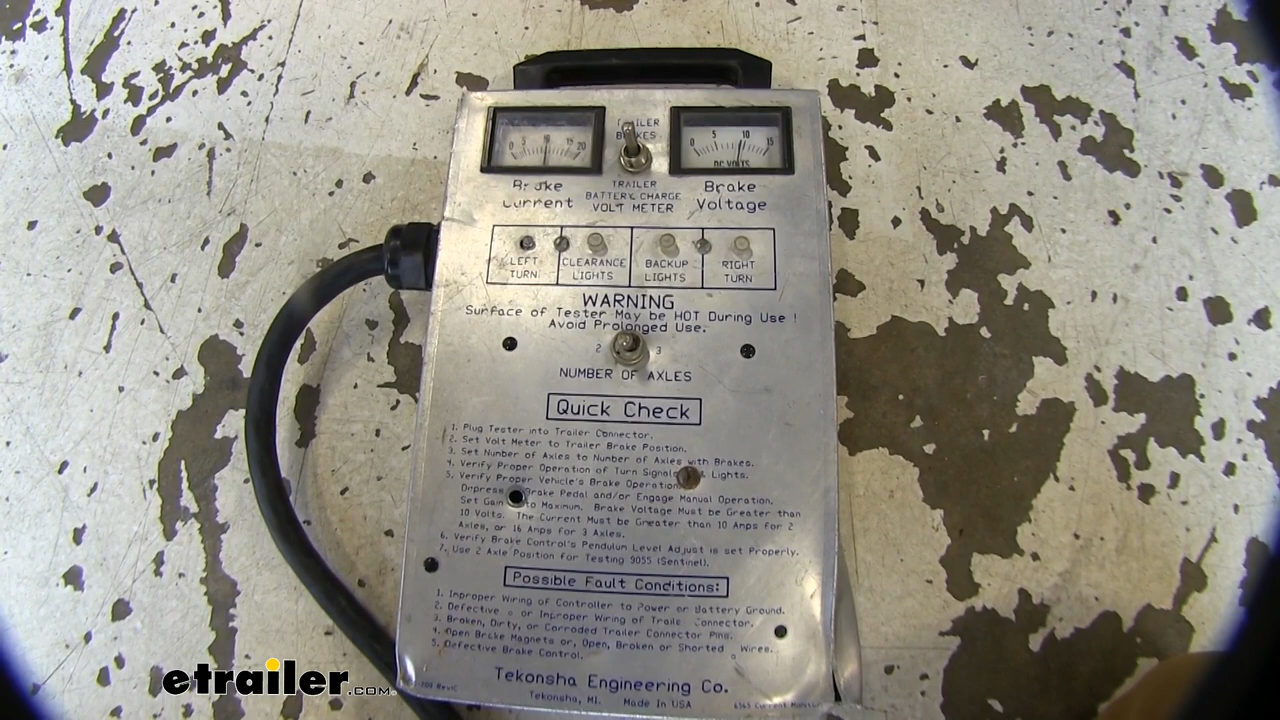 TRAILER
BRAKES
0 5 10 15 20
0 5 10 15
DC VOLTS
Brake
Current
TRAILER
BATTERY CHARGE
VOLT METER
Brake
Voltage
LEFT
TURN
CLEARANCE
LIGHTS
BACKUP
LIGHTS
RIGHT
TURN
WARNING
Surface of Tester May be HOT During Use !
Avoid Prolonged Use.
2 3
NUMBER OF AXLES
Quick Check
1. Plug Tester into Trailer Connector.
2. Set Volt Meter to Trailer Brake Position.
3. Set Number of Axles to Number of Axles with Brakes.
4. Verify Proper Operation of Turn Signals & Lights.
5. Verify Proper Vehicle's Brake Operation.
Depress Brake Pedal and/or Engage Manual Operation.
Set Gain to Maximum. Brake Voltage Must be Greater than
10 Volts. The Current Must be Greater than 10 Amps for 2
Axles, or 16 Amps for 3 Axles.
6. Verify Brake Control's Pendulum Level Adjust is set Properly.
7. Use 2 Axle Position for Testing 9055 (Sentinel).
Possible Fault Conditions:
1. Improper Wiring of Controller to Power or Battery Ground.
2. Defective or Improper Wiring of Trailer Connector.
3. Broken, Dirty, or Corroded Trailer Connector Pins.
4. Open Brake Magnets or, Open, Broken or Shorted Wires.
5. Defective Brake Control.
Tekonsha Engineering Co.
Tekonsha, MI. Made In USA
6365 Current Monitor
etrailer.com